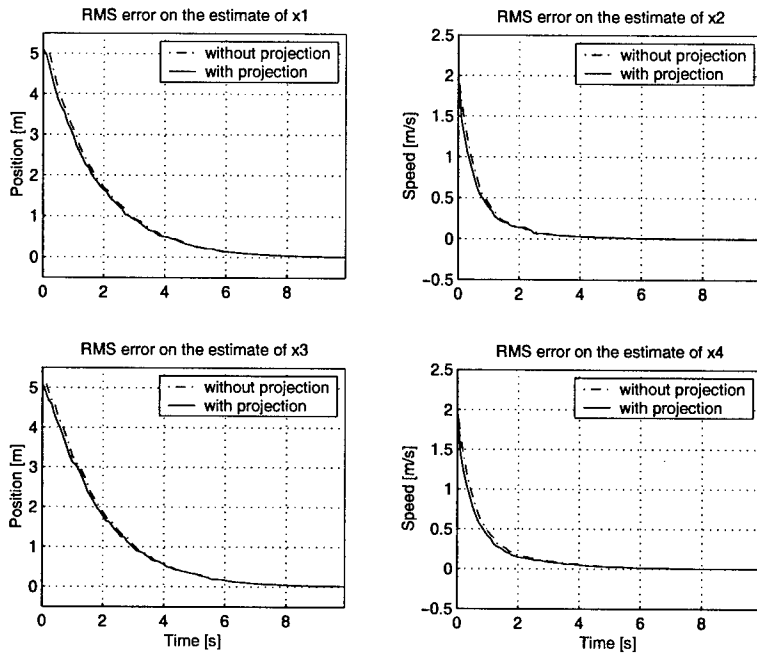 RMS error on the estimate of x1
without projection
with projection
Position [m]
5
4
3
2
1
0
0 2 4 6 8
RMS error on the estimate of x2
without projection
with projection
Speed [m/s]
2.5
2
1.5
1
0.5
0
−0.5
0 2 4 6 8
RMS error on the estimate of x3
without projection
with projection
Position [m]
5
4
3
2
1
0
0 2 4 6 8
Time [s]
RMS error on the estimate of x4
without projection
with projection
Speed [m/s]
2.5
2
1.5
1
0.5
0
−0.5
0 2 4 6 8
Time [s]